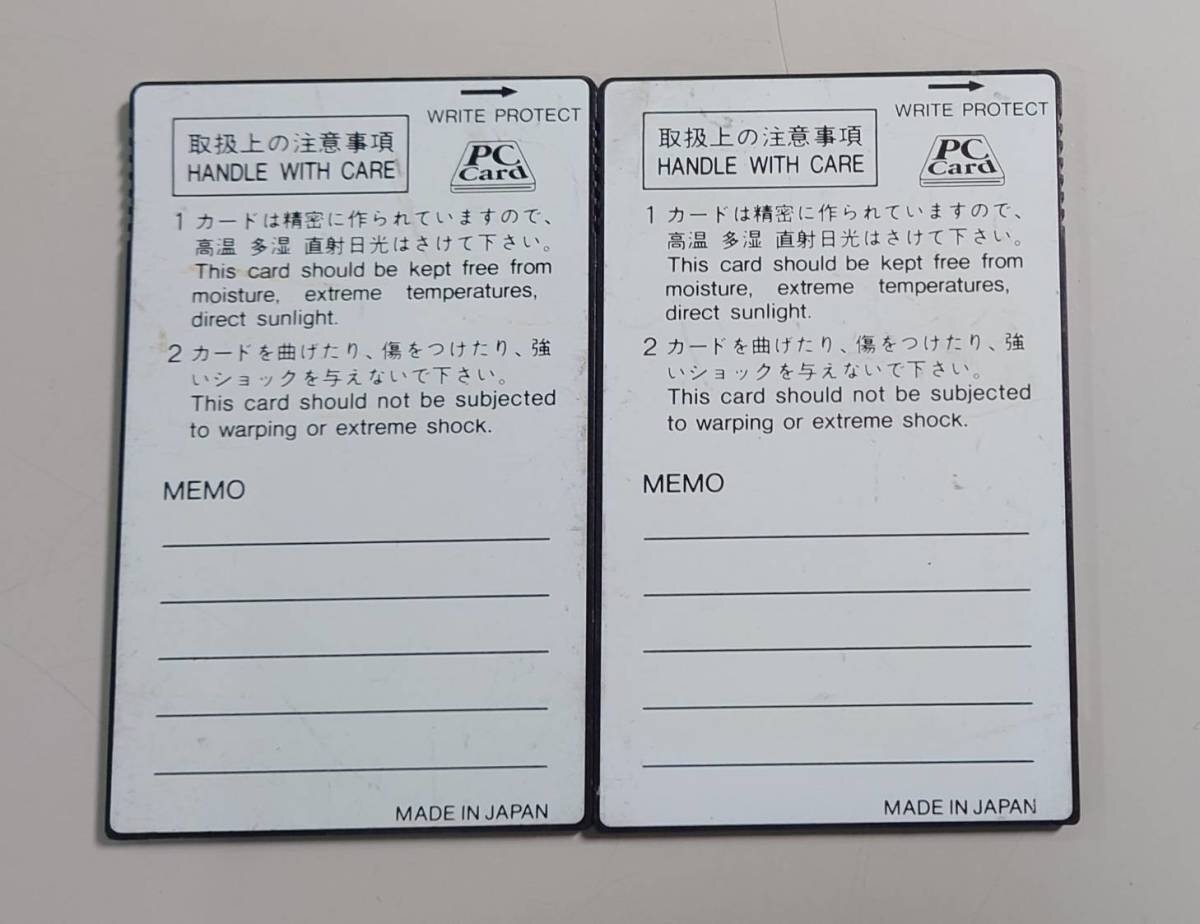 WRITE PROTECT
取扱上の注意事項
HANDLE WITH CARE
PC
Card
1 カードは精密に作られていますので、
高温 多湿 直射日光はさけて下さい。
This card should be kept free from
moisture, extreme temperatures,
direct sunlight.
2 カードを曲げたり、傷をつけたり、強
いショックを与えないで下さい。
This card should not be subjected
to warping or extreme shock.
MEMO
MADE IN JAPAN
WRITE PROTECT
取扱上の注意事項
HANDLE WITH CARE
PC
Card
1 カードは精密に作られていますので、
高温 多湿 直射日光はさけて下さい。
This card should be kept free from
moisture, extreme temperatures,
direct sunlight.
2 カードを曲げたり、傷をつけたり、強
いショックを与えないで下さい。
This card should not be subjected
to warping or extreme shock.
MEMO
MADE IN JAPAN